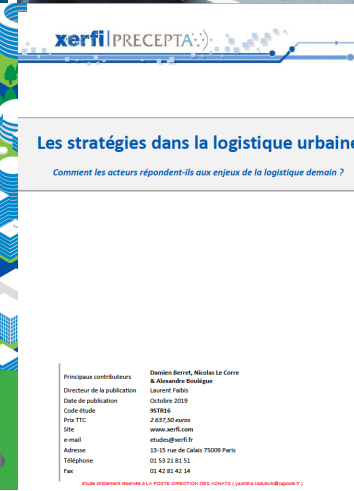 xerfi|PRECEPTA
Les stratégies dans la logistique urbaine
Comment les acteurs répondent-ils aux enjeux de la logistique demain ?
Principaux contributeurs Damien Berret, Nicolas Le Corre
& Alexandre Boulègue
Directeur de la publication Laurent Faibis
Date de publication Octobre 2019
Code étude 9STR16
Prix TTC 2 637,50 euros
Site www.xerfi.com
e-mail etudes@xerfi.fr
Adresse 13-15 rue de Calais 75009 Paris
Téléphone 01 53 21 81 51
Fax 01 42 81 42 14
Etude strictement réservée à LA POSTE DIRECTION DES ACHATS ( yasmina.radulovic@laposte.fr )